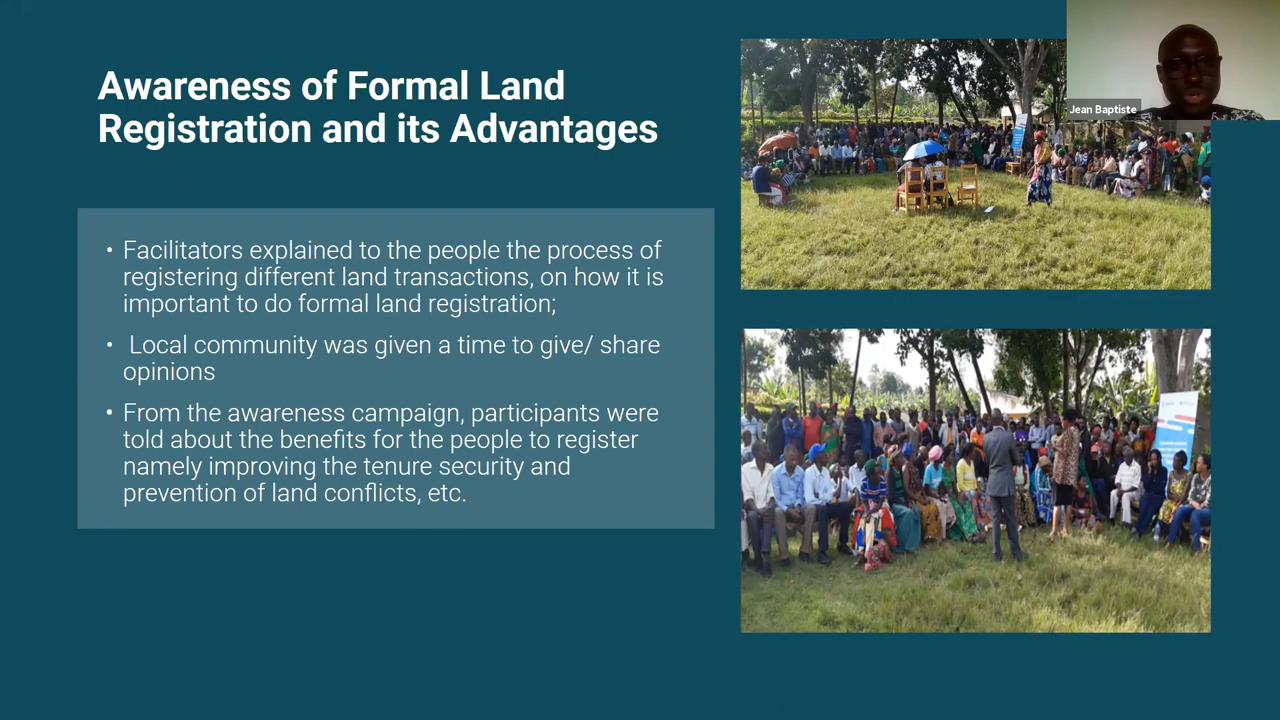 Awareness of Formal Land
Registration and its Advantages
• Facilitators explained to the people the process of
registering different land transactions, on how it is
important to do formal land registration;
• Local community was given a time to give/ share
opinions
• From the awareness campaign, participants were
told about the benefits for the people to register
namely improving the tenure security and
prevention of land conflicts, etc.
Jean Baptiste